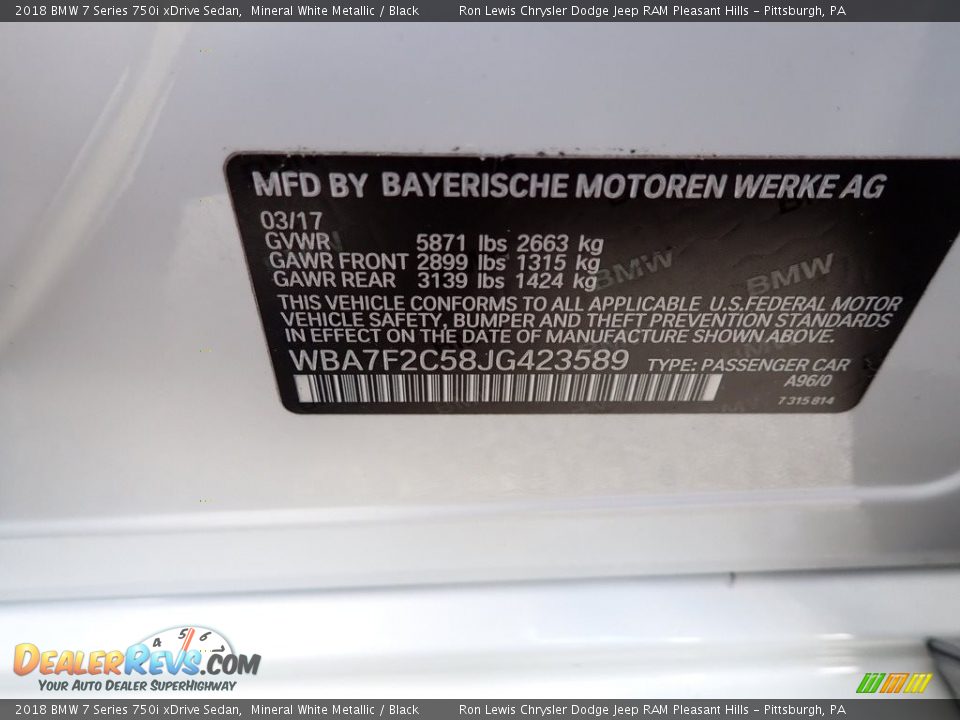 2018 BMW 7 Series 750i xDrive Sedan,  Mineral White Metallic / Black        Ron Lewis Chrysler Dodge Jeep RAM Pleasant Hills - Pittsburgh, PA
MFD BY BAYERISCHE MOTOREN WERKE AG
03/17
GVWR 5871 lbs 2663 kg
GAWR FRONT 2899 lbs 1315 kg
GAWR REAR 3139 lbs 1424 kg
BMW BMW
THIS VEHICLE CONFORMS TO ALL APPLICABLE U.S.FEDERAL MOTOR
VEHICLE SAFETY, BUMPER AND THEFT PREVENTION STANDARDS
IN EFFECT ON THE DATE OF MANUFACTURE SHOWN ABOVE.
WBA7F2C58JG423589 TYPE: PASSENGER CAR
A96/0
7 315 814
4 5 6
DealerRevs.com
Your Auto Dealer SuperHighway
2018 BMW 7 Series 750i xDrive Sedan,  Mineral White Metallic / Black        Ron Lewis Chrysler Dodge Jeep RAM Pleasant Hills - Pittsburgh, PA